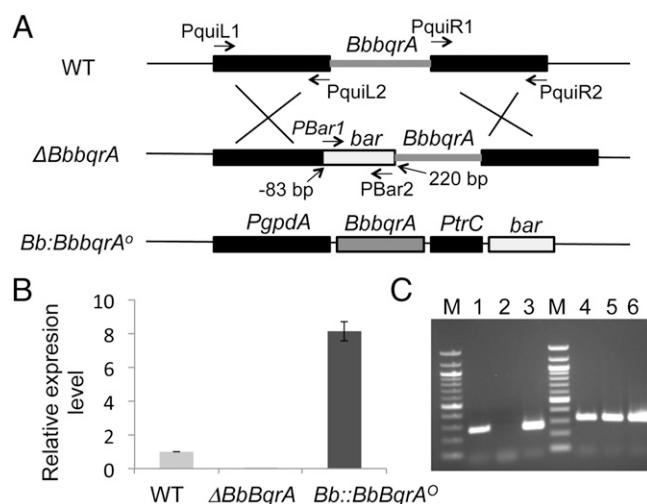 A
PquiL1
BbbqrA
PquiR1
WT
PquiL2
PquiR2
PBar1
bar
BbbqrA
ΔBbbqrA
-83 bp
PBar2
220 bp
PgpdA
BbbqrA
PtrC
bar
Bb:BbbqrAᵒ
B
Relative expression
level
10
8
6
4
2
0
WT
ΔBbBqrA
Bb::BbBqrAᴼ
C
M 1 2 3 M 4 5 6